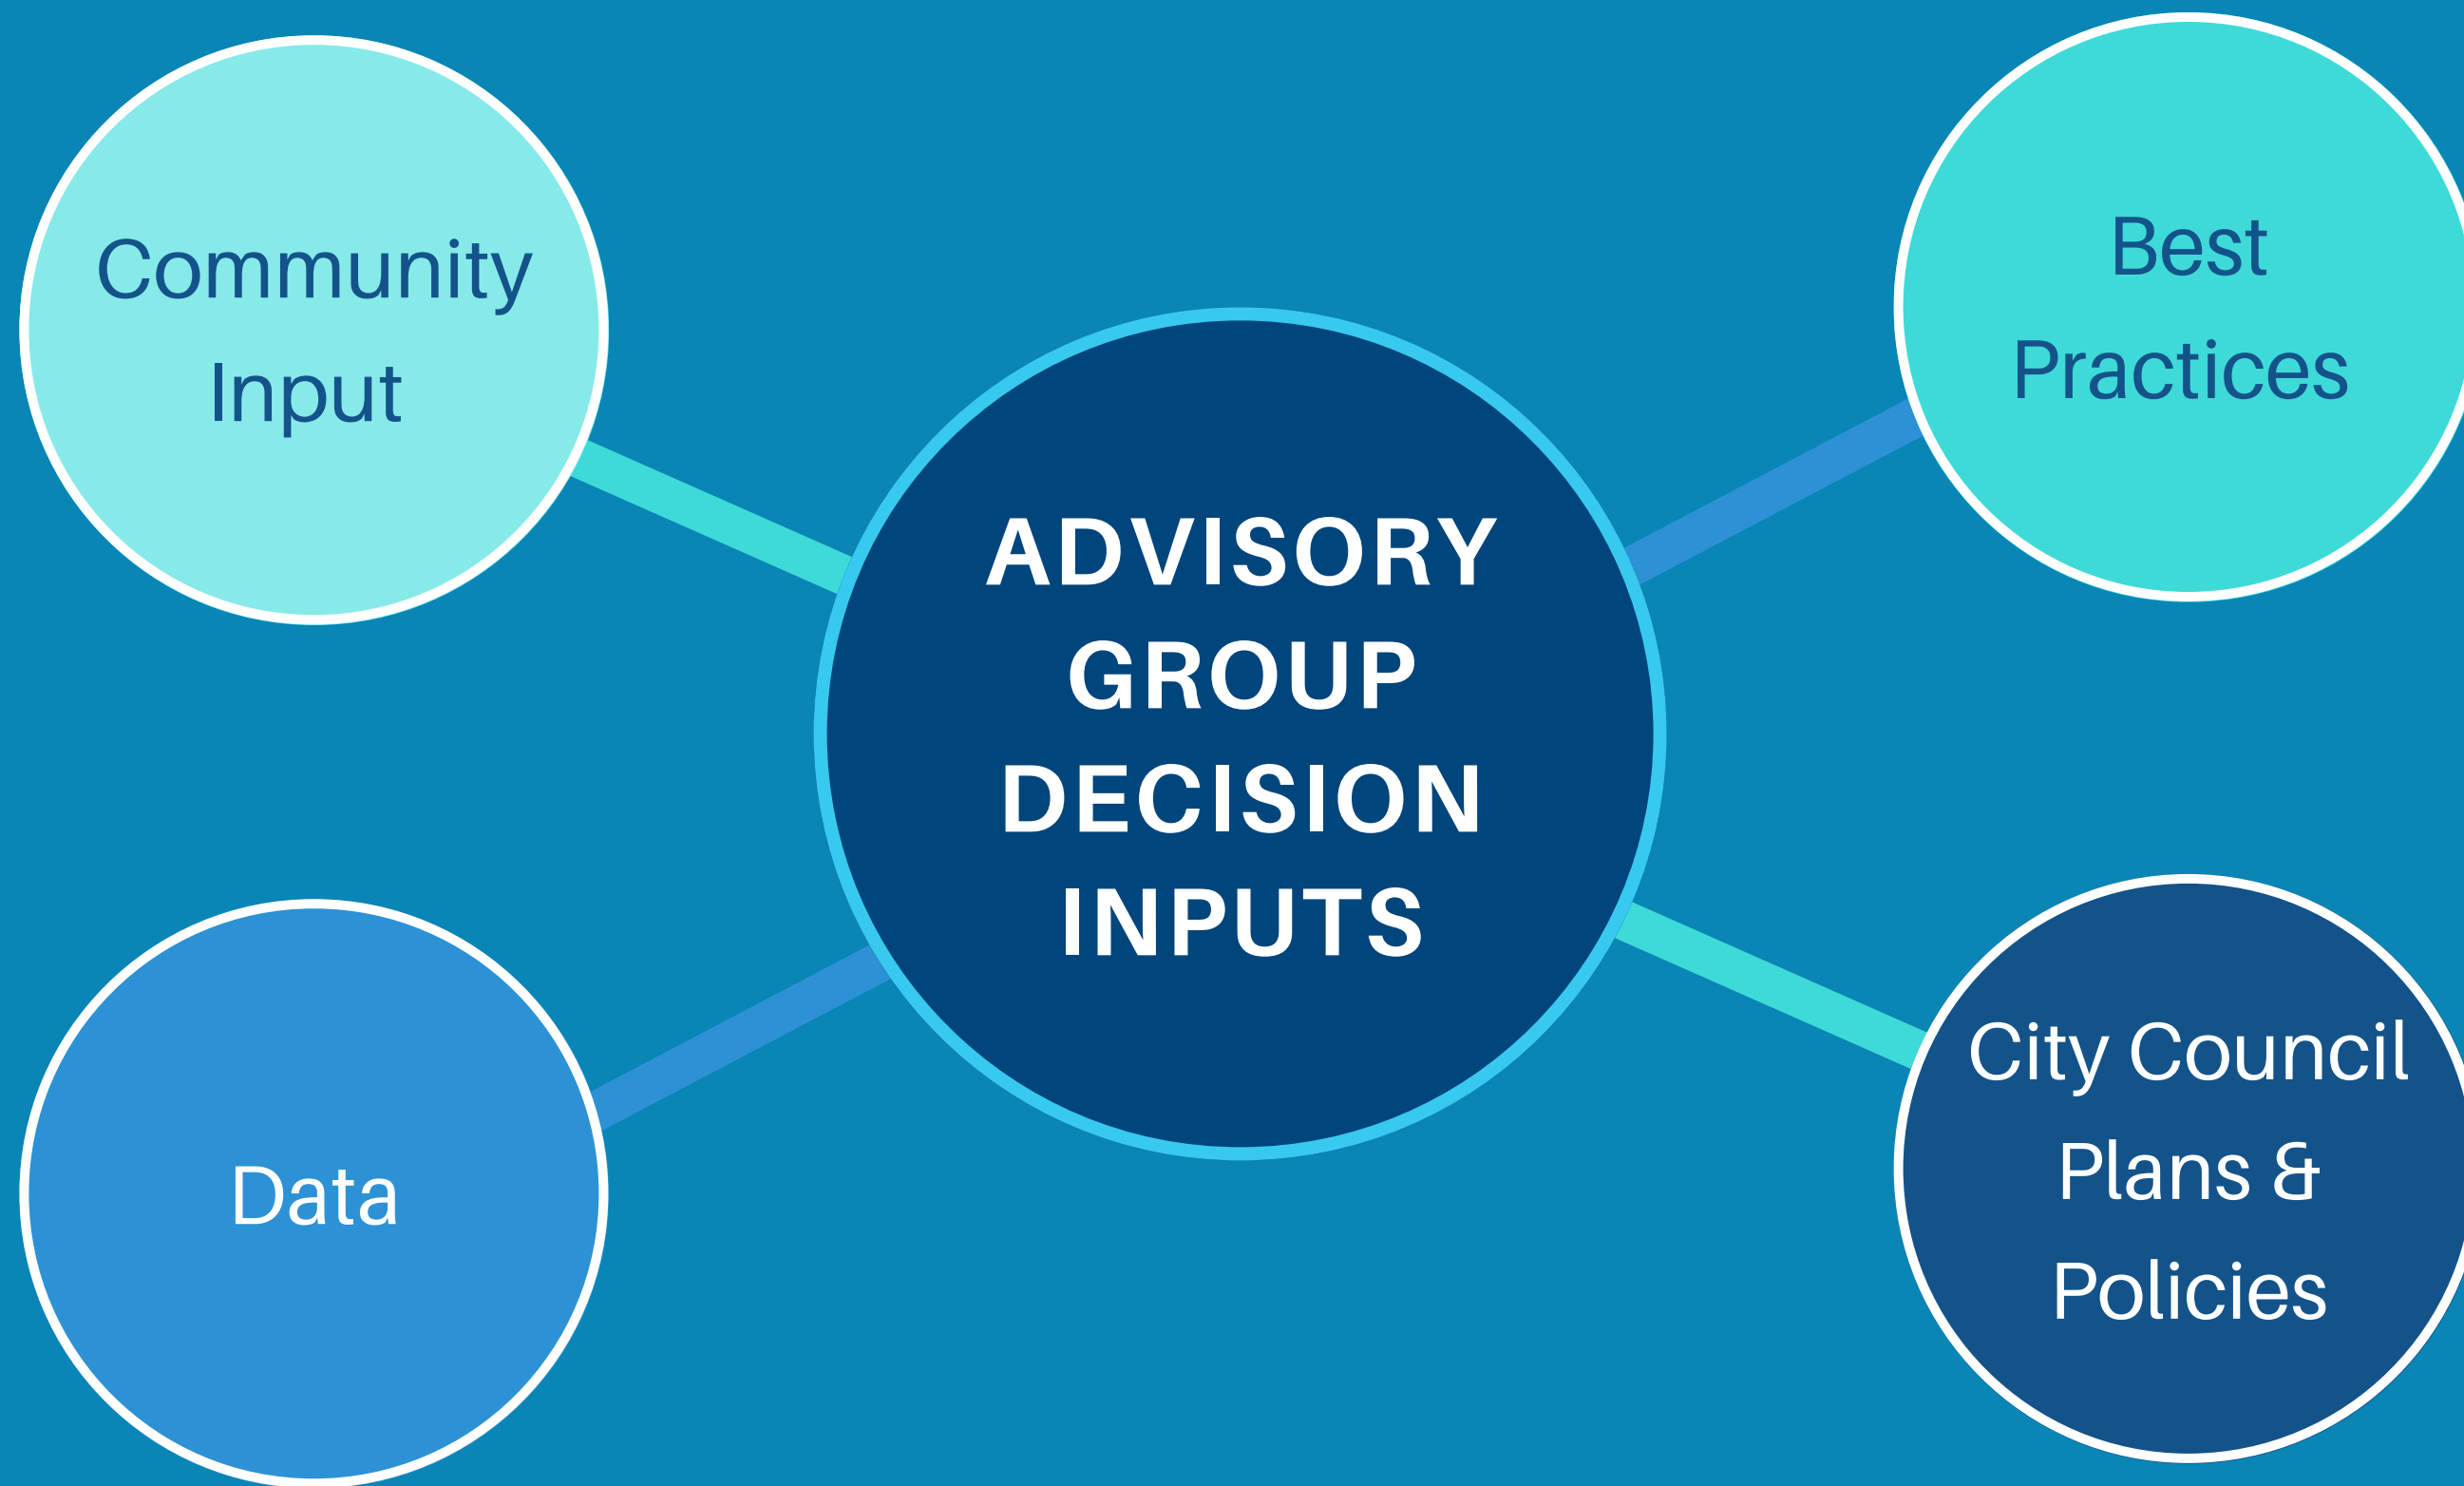 Community
Input
Best
Practices
ADVISORY
GROUP
DECISION
INPUTS
Data
City Council
Plans &
Policies